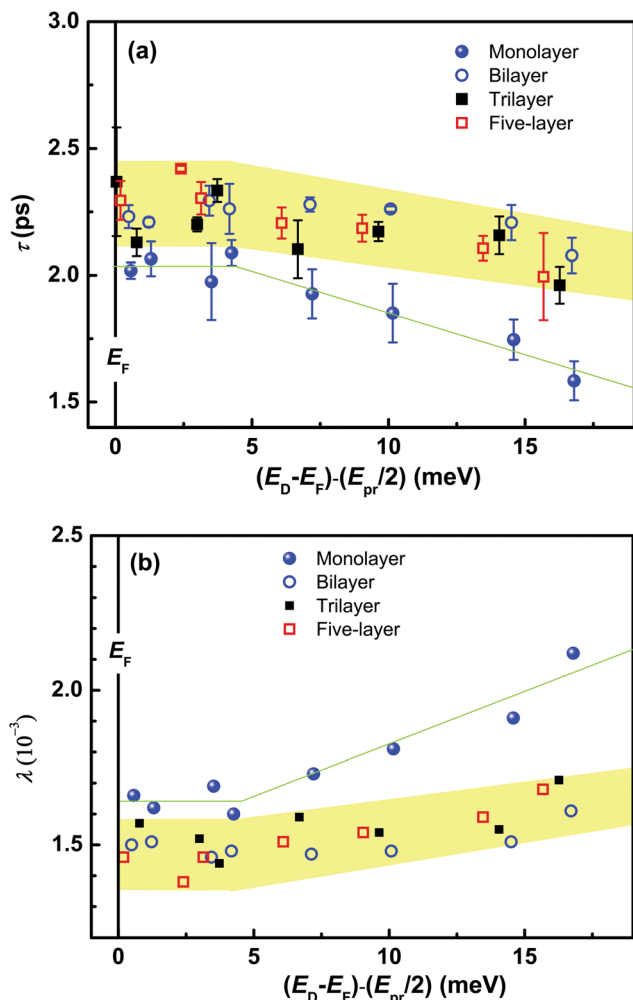 3.0
(a)
Monolayer
Bilayer
Trilayer
Five-layer
2.5
τ (ps)
2.0
E_F
1.5
0 5 10 15
(E_D-E_F)-(E_pr/2) (meV)
2.5
(b)
Monolayer
Bilayer
Trilayer
Five-layer
E_F
2.0
λ (10⁻³)
1.5
0 5 10 15
(E_D-E_F)-(E_pr/2) (meV)